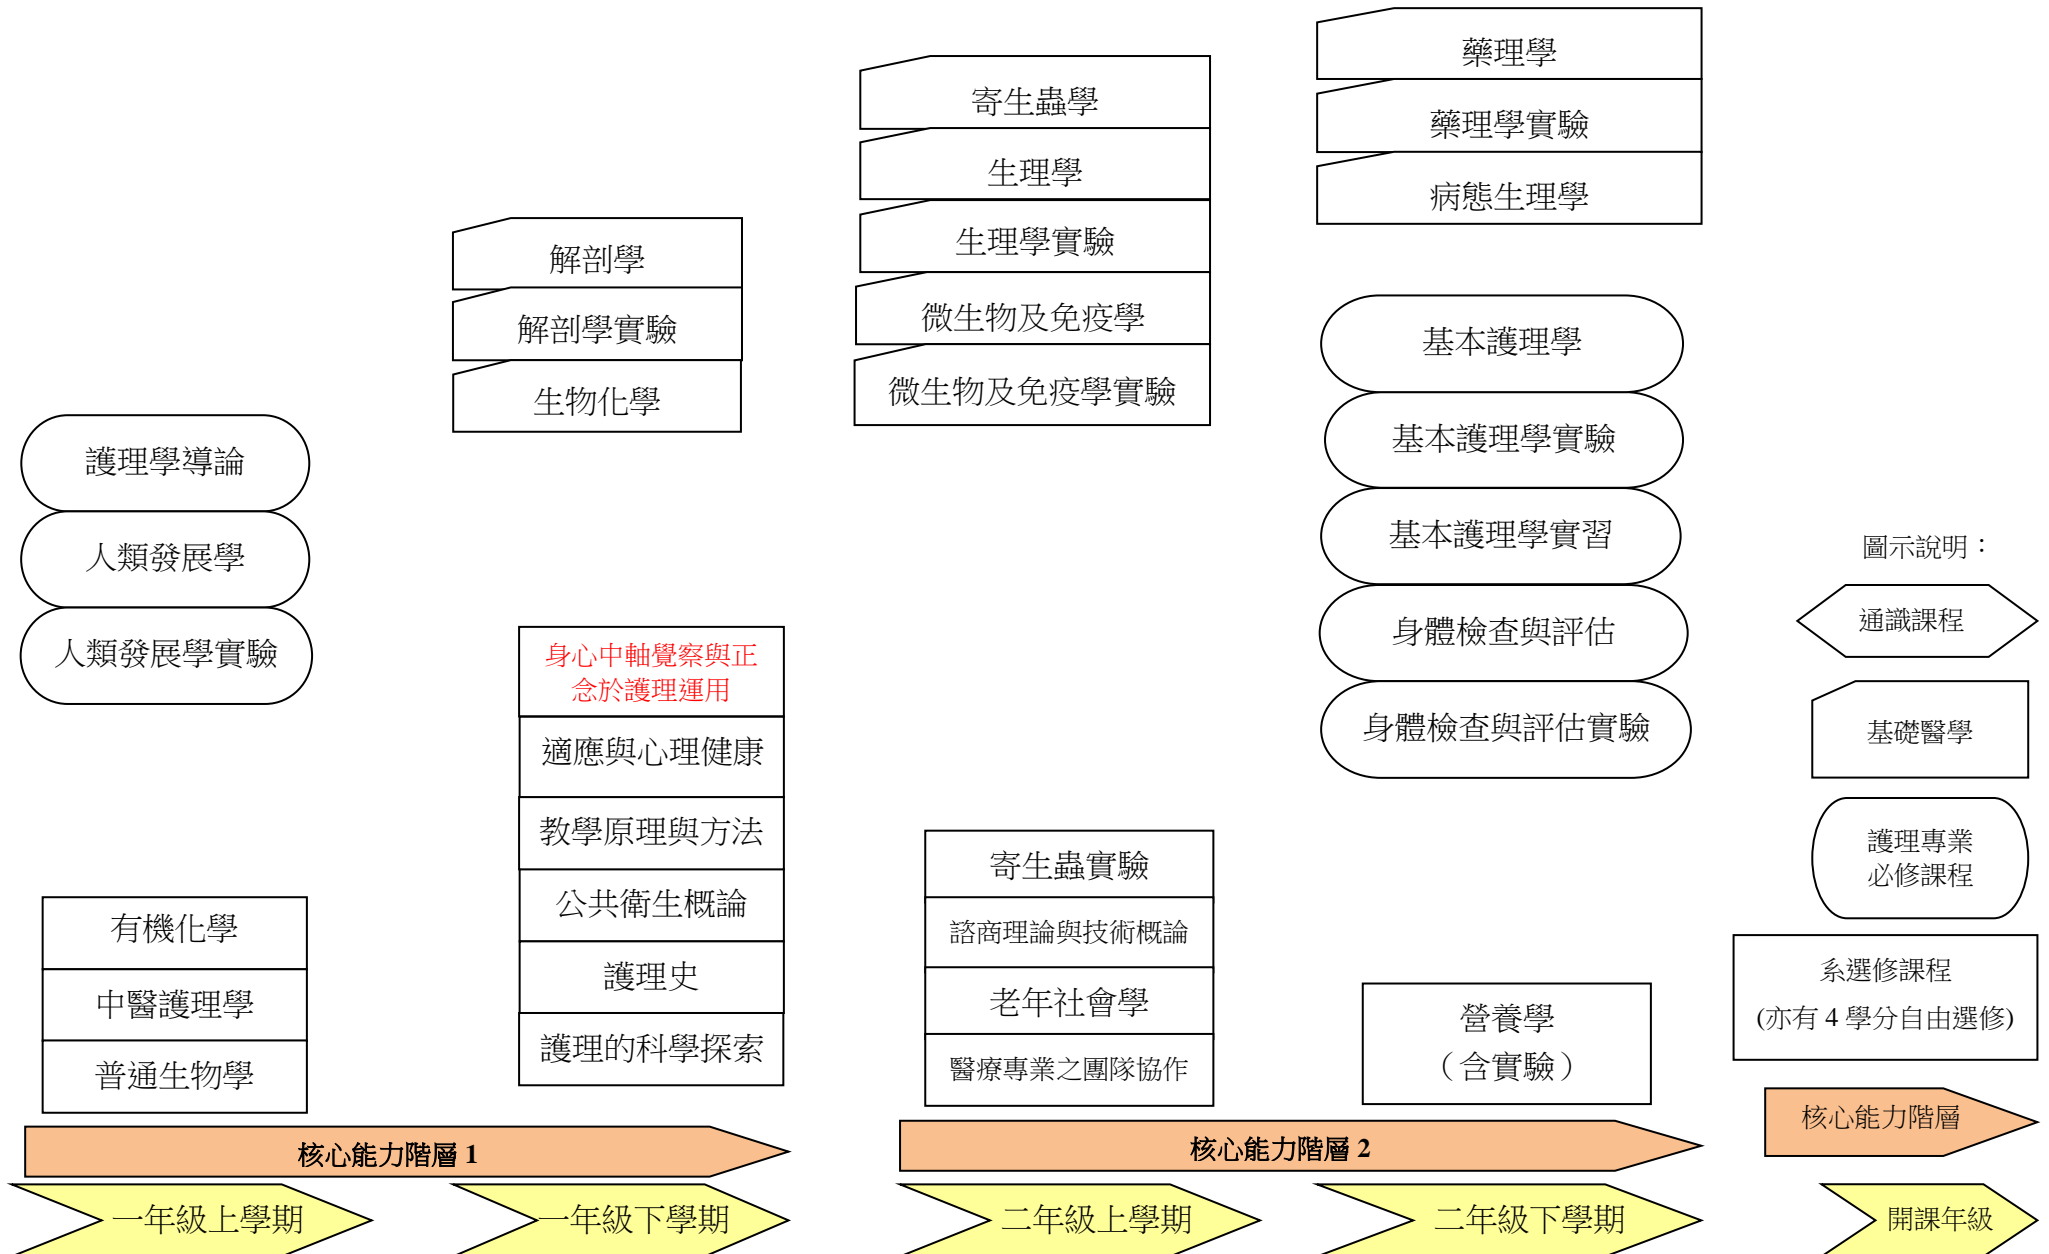 護理學導論
人類發展學
人類發展學實驗
有機化學
中醫護理學
普通生物學
解剖學
解剖學實驗
生物化學
身心中軸覺察與正
念於護理運用
適應與心理健康
教學原理與方法
公共衛生概論
護理史
護理的科學探索
寄生蟲學
生理學
生理學實驗
微生物及免疫學
微生物及免疫學實驗
寄生蟲實驗
諮商理論與技術概論
老年社會學
醫療專業之團隊協作
藥理學
藥理學實驗
病態生理學
基本護理學
基本護理學實驗
基本護理學實習
身體檢查與評估
身體檢查與評估實驗
營養學
（含實驗）
圖示說明：
通識課程
基礎醫學
護理專業
必修課程
系選修課程
(亦有 4 學分自由選修)
核心能力階層
開課年級
核心能力階層 1
核心能力階層 2
一年級上學期
一年級下學期
二年級上學期
二年級下學期